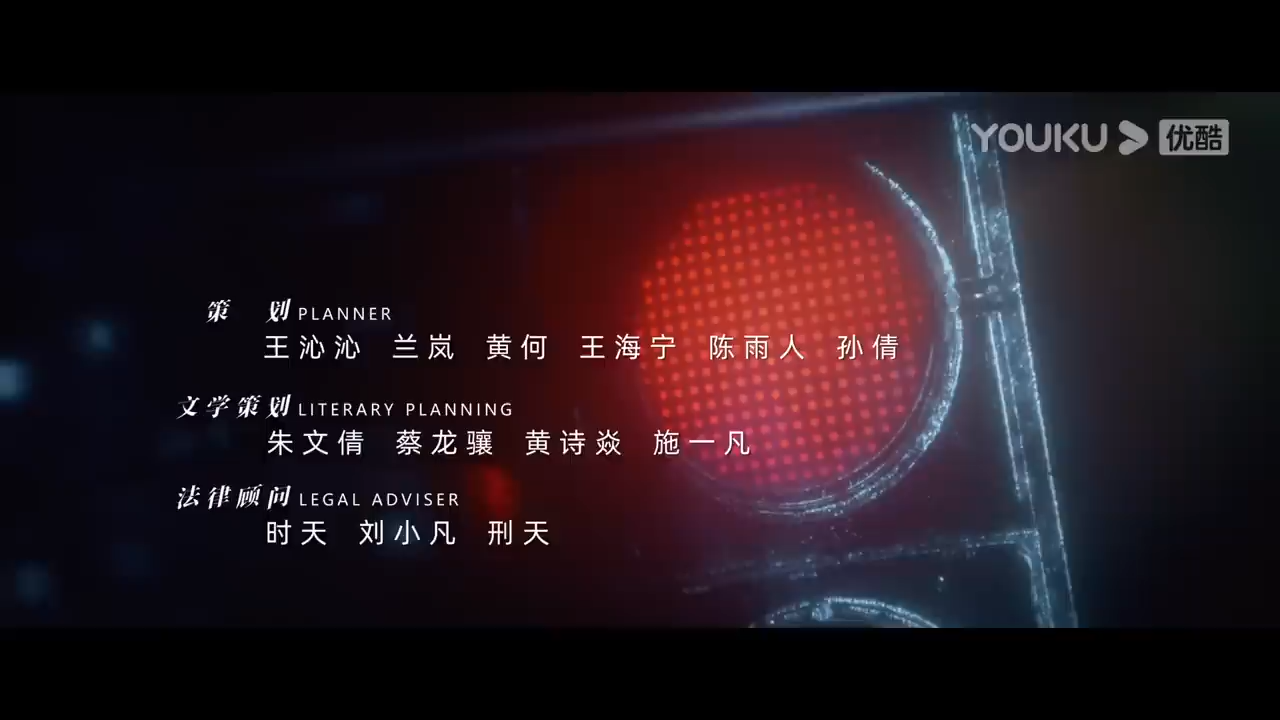 YOUKU 优酷
策 划 PLANNER
王沁沁 兰岚 黄何 王海宁 陈雨人 孙倩
文学策划 LITERARY PLANNING
朱文倩 蔡龙骧 黄诗焱 施一凡
法律顾问 LEGAL ADVISER
时天 刘小凡 刑天